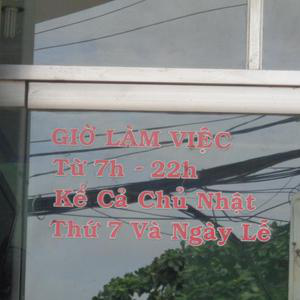 GIỜ LÀM VIỆC
Từ 7h - 22h
Kể Cả Chủ Nhật
Thứ 7 Và Ngày Lễ